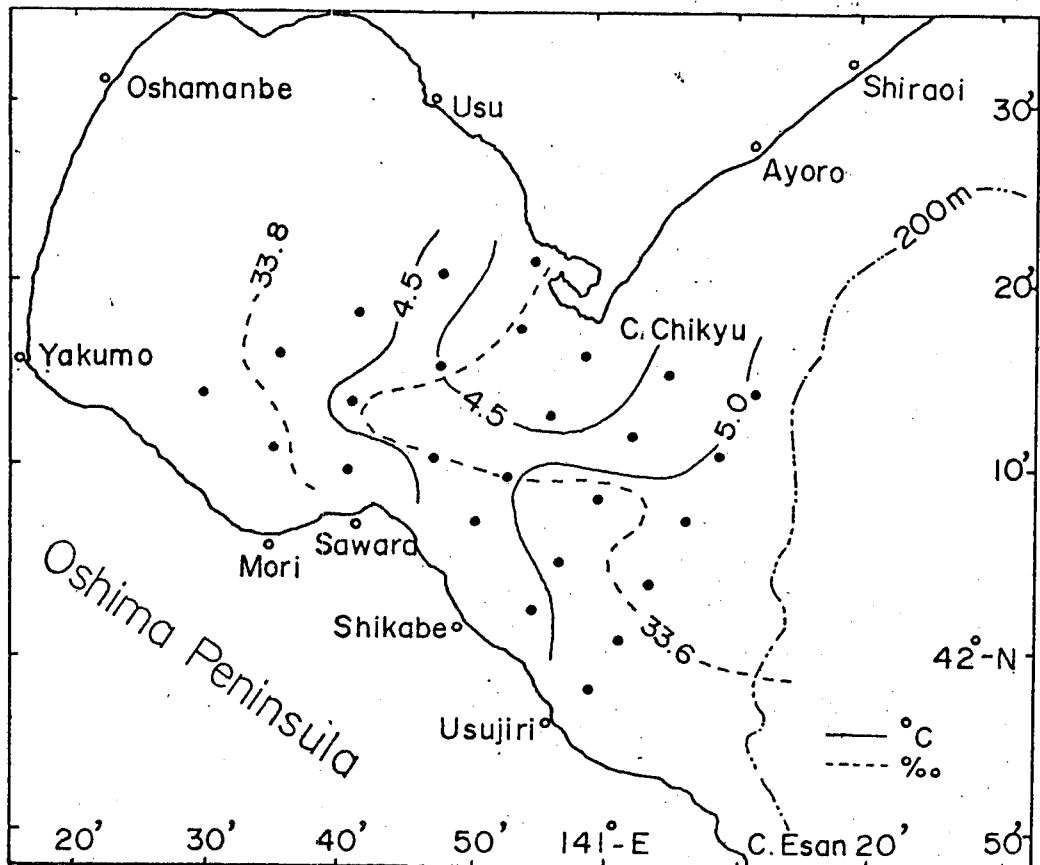 Oshamanbe
Usu
Shiraoi
30'
Ayoro
200m
33.8
4.5
20'
C. Chikyu
Yakumo
4.5
5.0
10'
Saward
Mori
Oshima Peninsula
Shikabe
33.6
42°-N
Usujiri
°C
‰
20' 30' 40' 50' 141°-E C. Esan 20' 50'